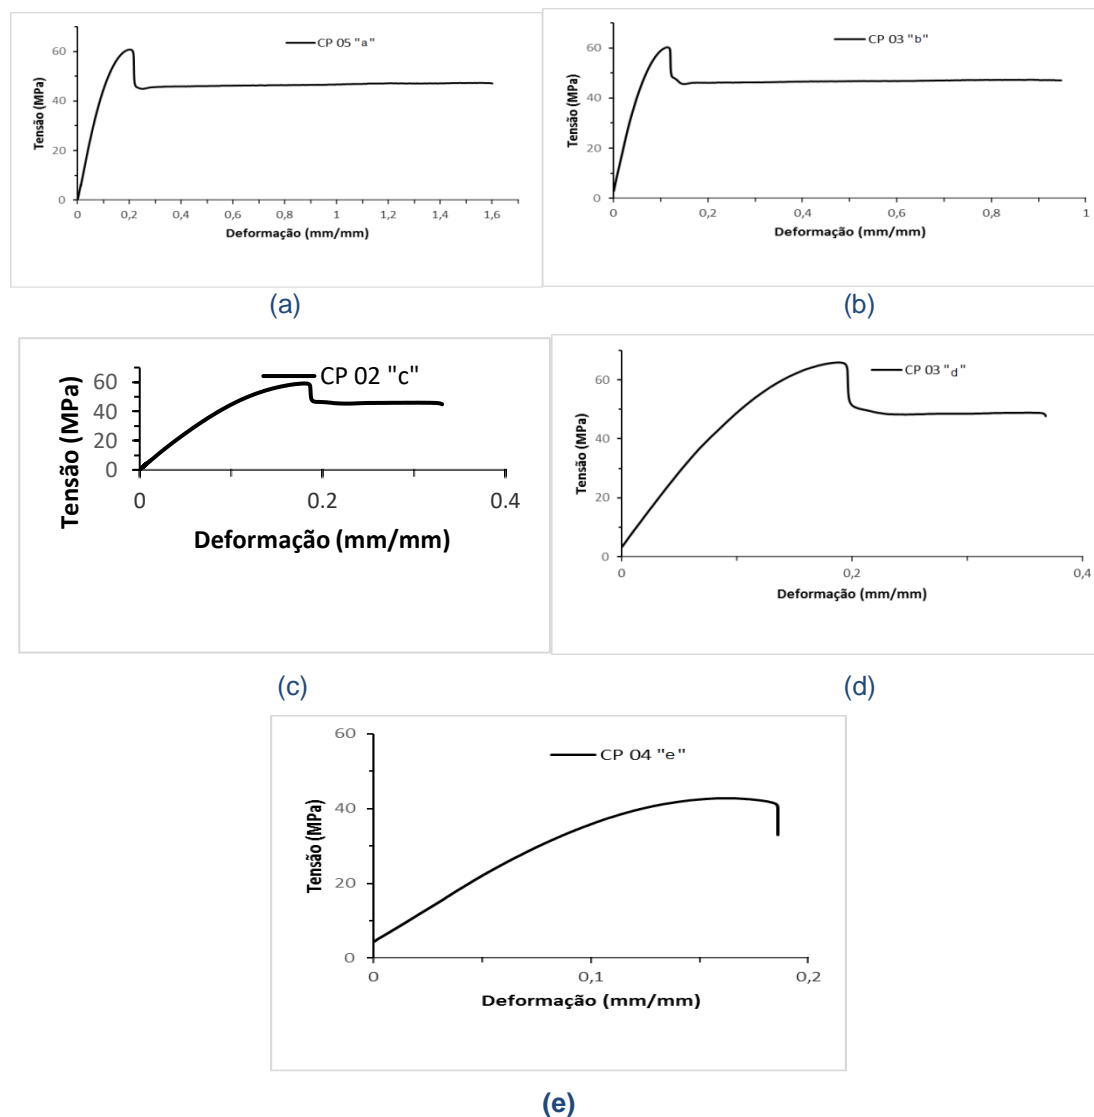 CP 05 "a"
Tensão (MPa)
60
40
20
0
0 0,2 0,4 0,6 0,8 1 1,2 1,4 1,6
Deformação (mm/mm)
(a)
CP 03 "b"
Tensão (MPa)
60
40
20
0
0 0,2 0,4 0,6 0,8 1
Deformação (mm/mm)
(b)
CP 02 "c"
Tensão (MPa)
60
40
20
0
0 0.2 0.4
Deformação (mm/mm)
(c)
CP 03 "d"
Tensão (MPa)
60
40
20
0
0 0,2 0,4
Deformação (mm/mm)
(d)
CP 04 "e"
Tensão (MPa)
60
40
20
0
0 0,1 0,2
Deformação (mm/mm)
(e)